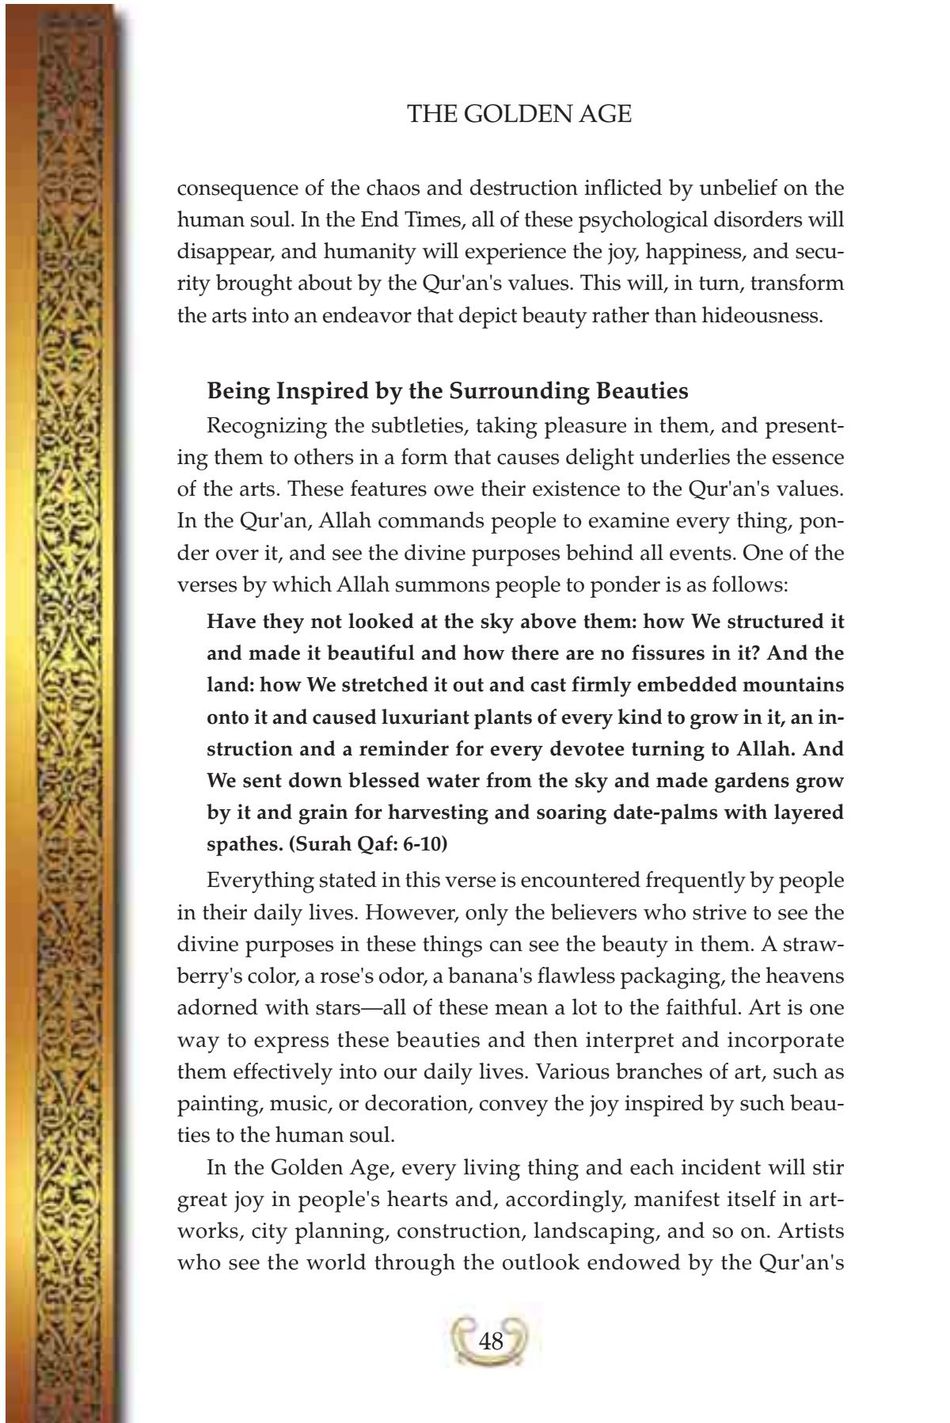 THE GOLDEN AGE
consequence of the chaos and destruction inflicted by unbelief on the
human soul. In the End Times, all of these psychological disorders will
disappear, and humanity will experience the joy, happiness, and secu-
rity brought about by the Qur'an's values. This will, in turn, transform
the arts into an endeavor that depict beauty rather than hideousness.
Being Inspired by the Surrounding Beauties
Recognizing the subtleties, taking pleasure in them, and present-
ing them to others in a form that causes delight underlies the essence
of the arts. These features owe their existence to the Qur'an's values.
In the Qur'an, Allah commands people to examine every thing, pon-
der over it, and see the divine purposes behind all events. One of the
verses by which Allah summons people to ponder is as follows:
Have they not looked at the sky above them: how We structured it
and made it beautiful and how there are no fissures in it? And the
land: how We stretched it out and cast firmly embedded mountains
onto it and caused luxuriant plants of every kind to grow in it, an in-
struction and a reminder for every devotee turning to Allah. And
We sent down blessed water from the sky and made gardens grow
by it and grain for harvesting and soaring date-palms with layered
spathes. (Surah Qaf: 6-10)
Everything stated in this verse is encountered frequently by people
in their daily lives. However, only the believers who strive to see the
divine purposes in these things can see the beauty in them. A straw-
berry's color, a rose's odor, a banana's flawless packaging, the heavens
adorned with stars—all of these mean a lot to the faithful. Art is one
way to express these beauties and then interpret and incorporate
them effectively into our daily lives. Various branches of art, such as
painting, music, or decoration, convey the joy inspired by such beau-
ties to the human soul.
In the Golden Age, every living thing and each incident will stir
great joy in people's hearts and, accordingly, manifest itself in art-
works, city planning, construction, landscaping, and so on. Artists
who see the world through the outlook endowed by the Qur'an's
48